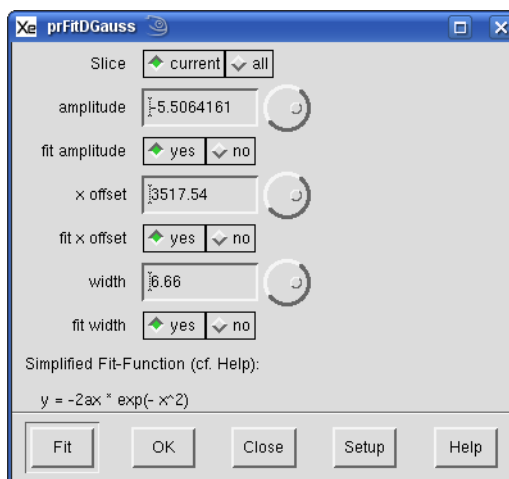 Xe prFitDGauss
Slice current all
amplitude -5.5064161
fit amplitude yes no
x offset 3517.54
fit x offset yes no
width 6.66
fit width yes no
Simplified Fit-Function (cf. Help):
y = -2ax * exp(- x^2)
Fit OK Close Setup Help